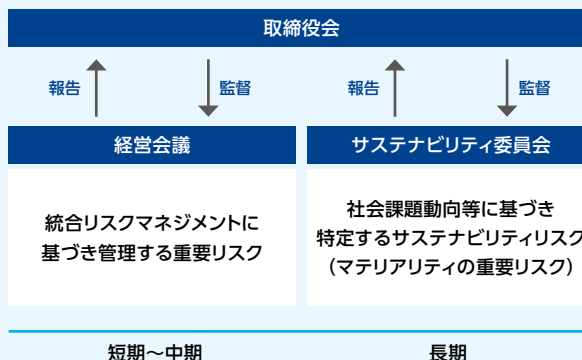 取締役会
報告
監督
報告
監督
経営会議
サステナビリティ委員会
統合リスクマネジメントに
基づき管理する重要リスク
社会課題動向等に基づき
特定するサステナビリティリスク
（マテリアリティの重要リスク）
短期～中期
長期